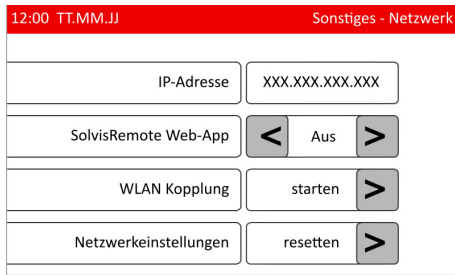 12:00 TT.MM.JJ Sonstiges - Netzwerk
IP-Adresse XXX.XXX.XXX.XXX
SolvisRemote Web-App < Aus >
WLAN Kopplung starten >
Netzwerkeinstellungen resetten >